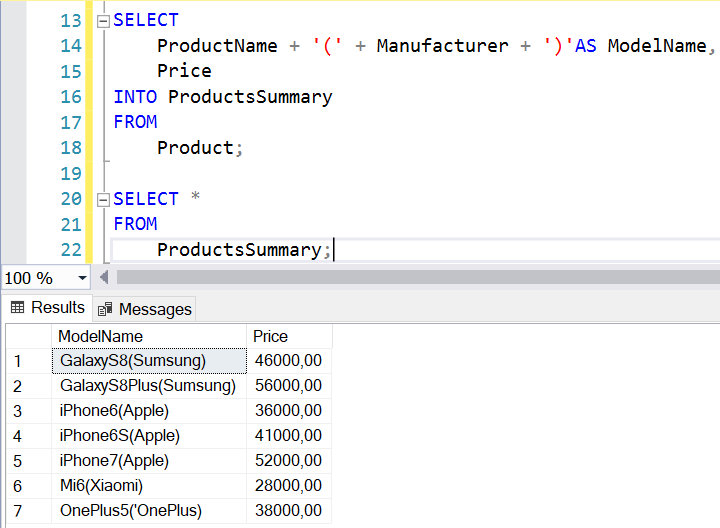 13 SELECT
14 ProductName + '(' + Manufacturer + ')'AS ModelName,
15 Price
16 INTO ProductsSummary
17 FROM
18 Product;
19
20 SELECT *
21 FROM
22 ProductsSummary;
100 %
Results Messages
ModelName Price
1 GalaxyS8(Sumsung) 46000,00
2 GalaxyS8Plus(Sumsung) 56000,00
3 iPhone6(Apple) 36000,00
4 iPhone6S(Apple) 41000,00
5 iPhone7(Apple) 52000,00
6 Mi6(Xiaomi) 28000,00
7 OnePlus5('OnePlus) 38000,00